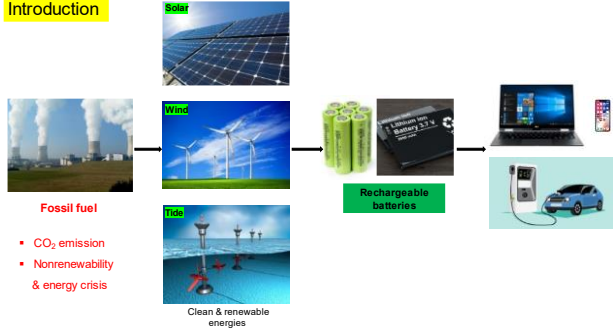 Introduction
Solar
Wind
Tide
Fossil fuel
▪ CO₂ emission
▪ Nonrenewability
& energy crisis
Clean & renewable
energies
Lithium Ion
Battery 3.7 V
Rechargeable
batteries